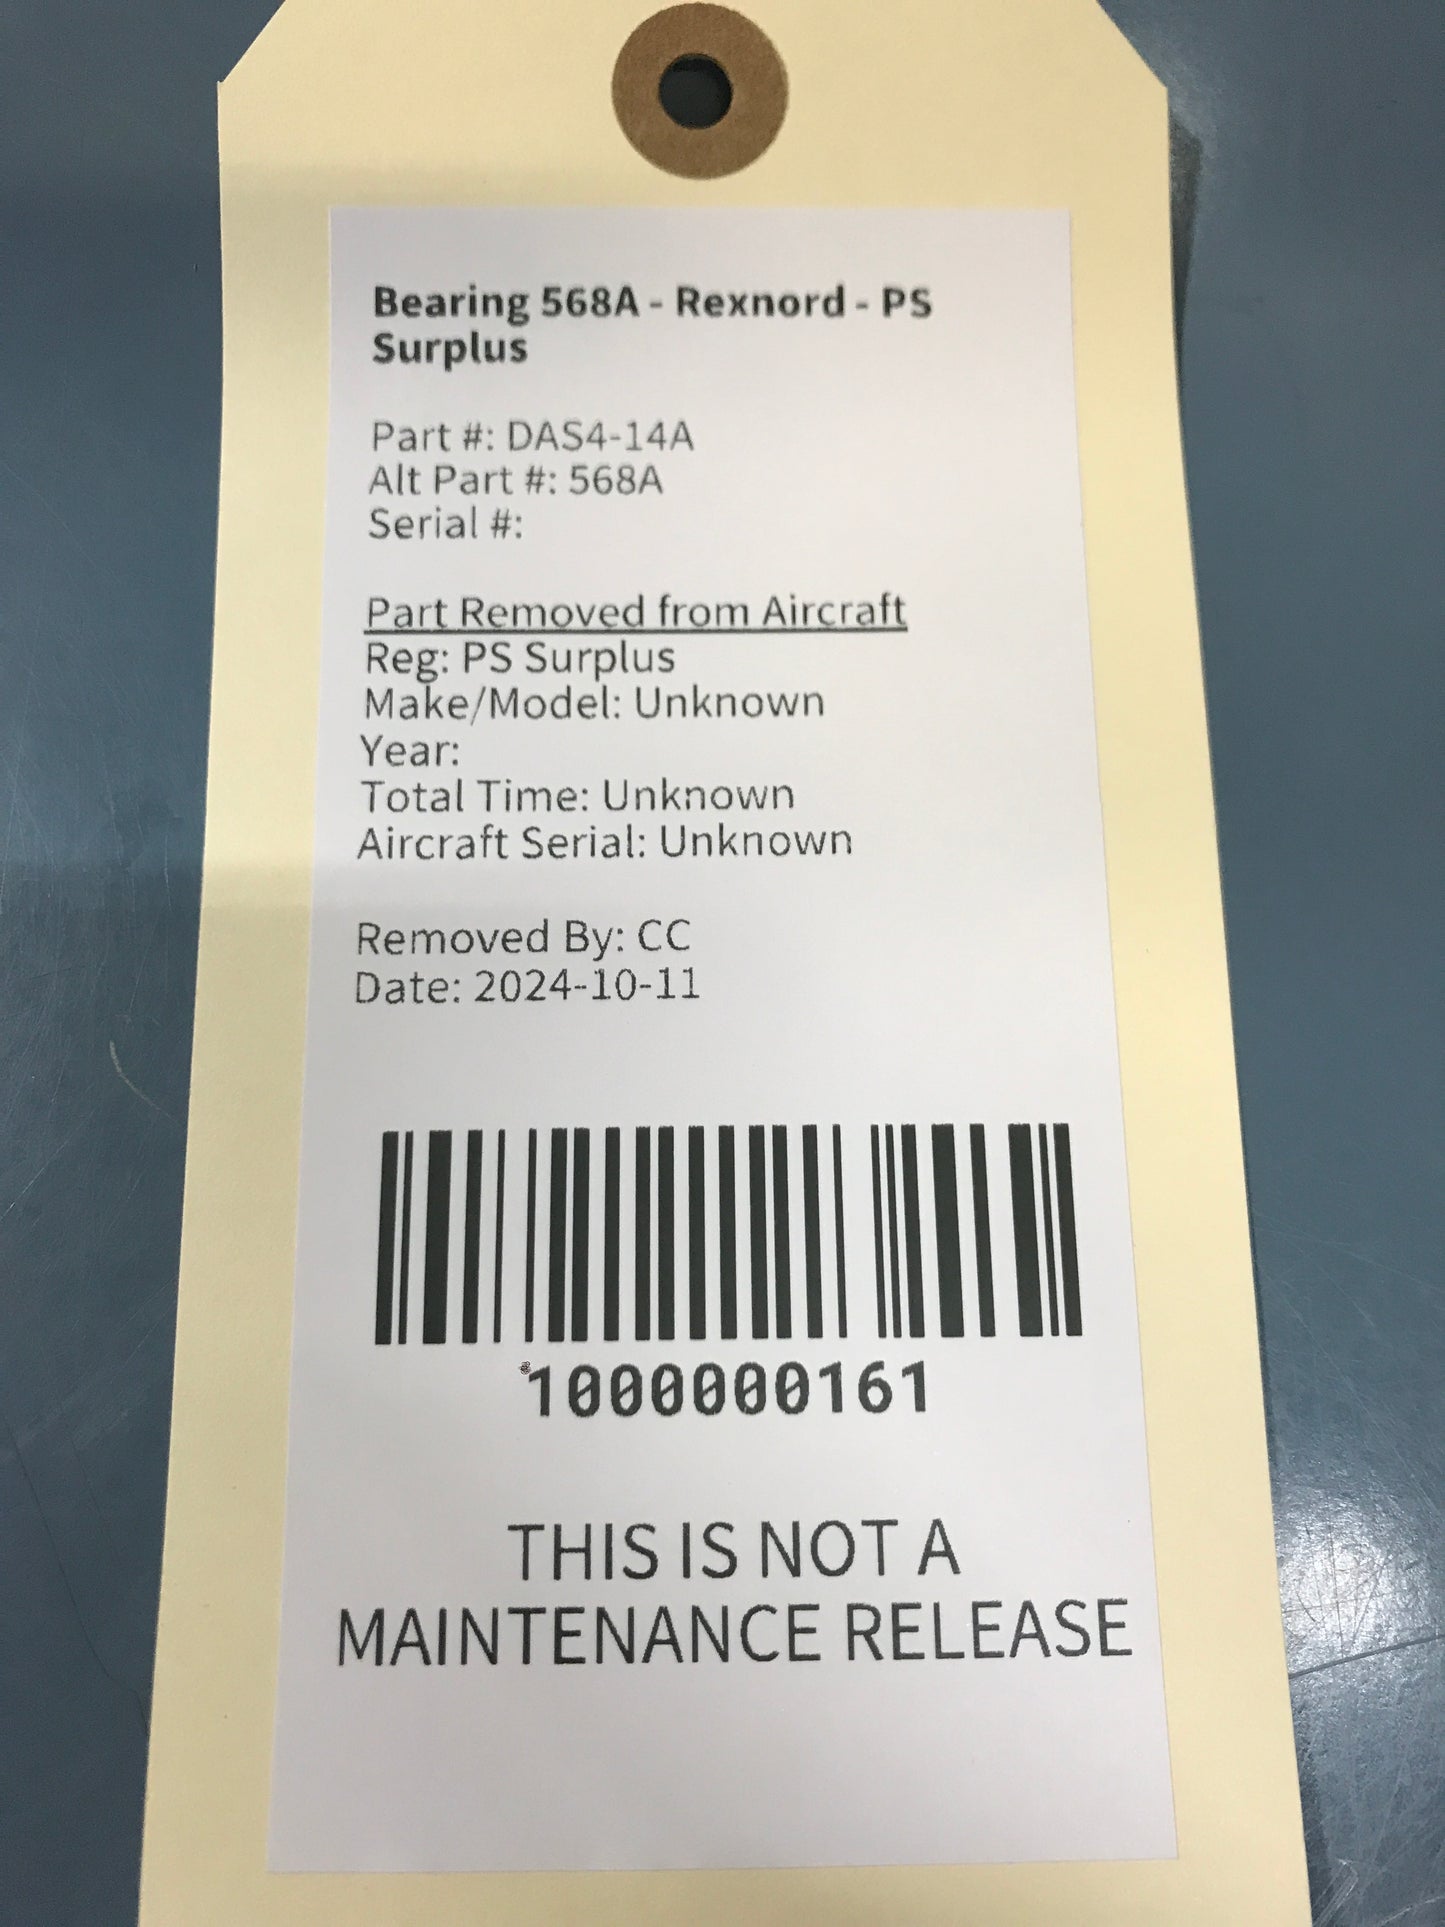 Bearing 568A - Rexnord - PS
Surplus
Part #: DAS4-14A
Alt Part #: 568A
Serial #:
Part Removed from Aircraft
Reg: PS Surplus
Make/Model: Unknown
Year:
Total Time: Unknown
Aircraft Serial: Unknown
Removed By: CC
Date: 2024-10-11
1000000161
THIS IS NOT A
MAINTENANCE RELEASE